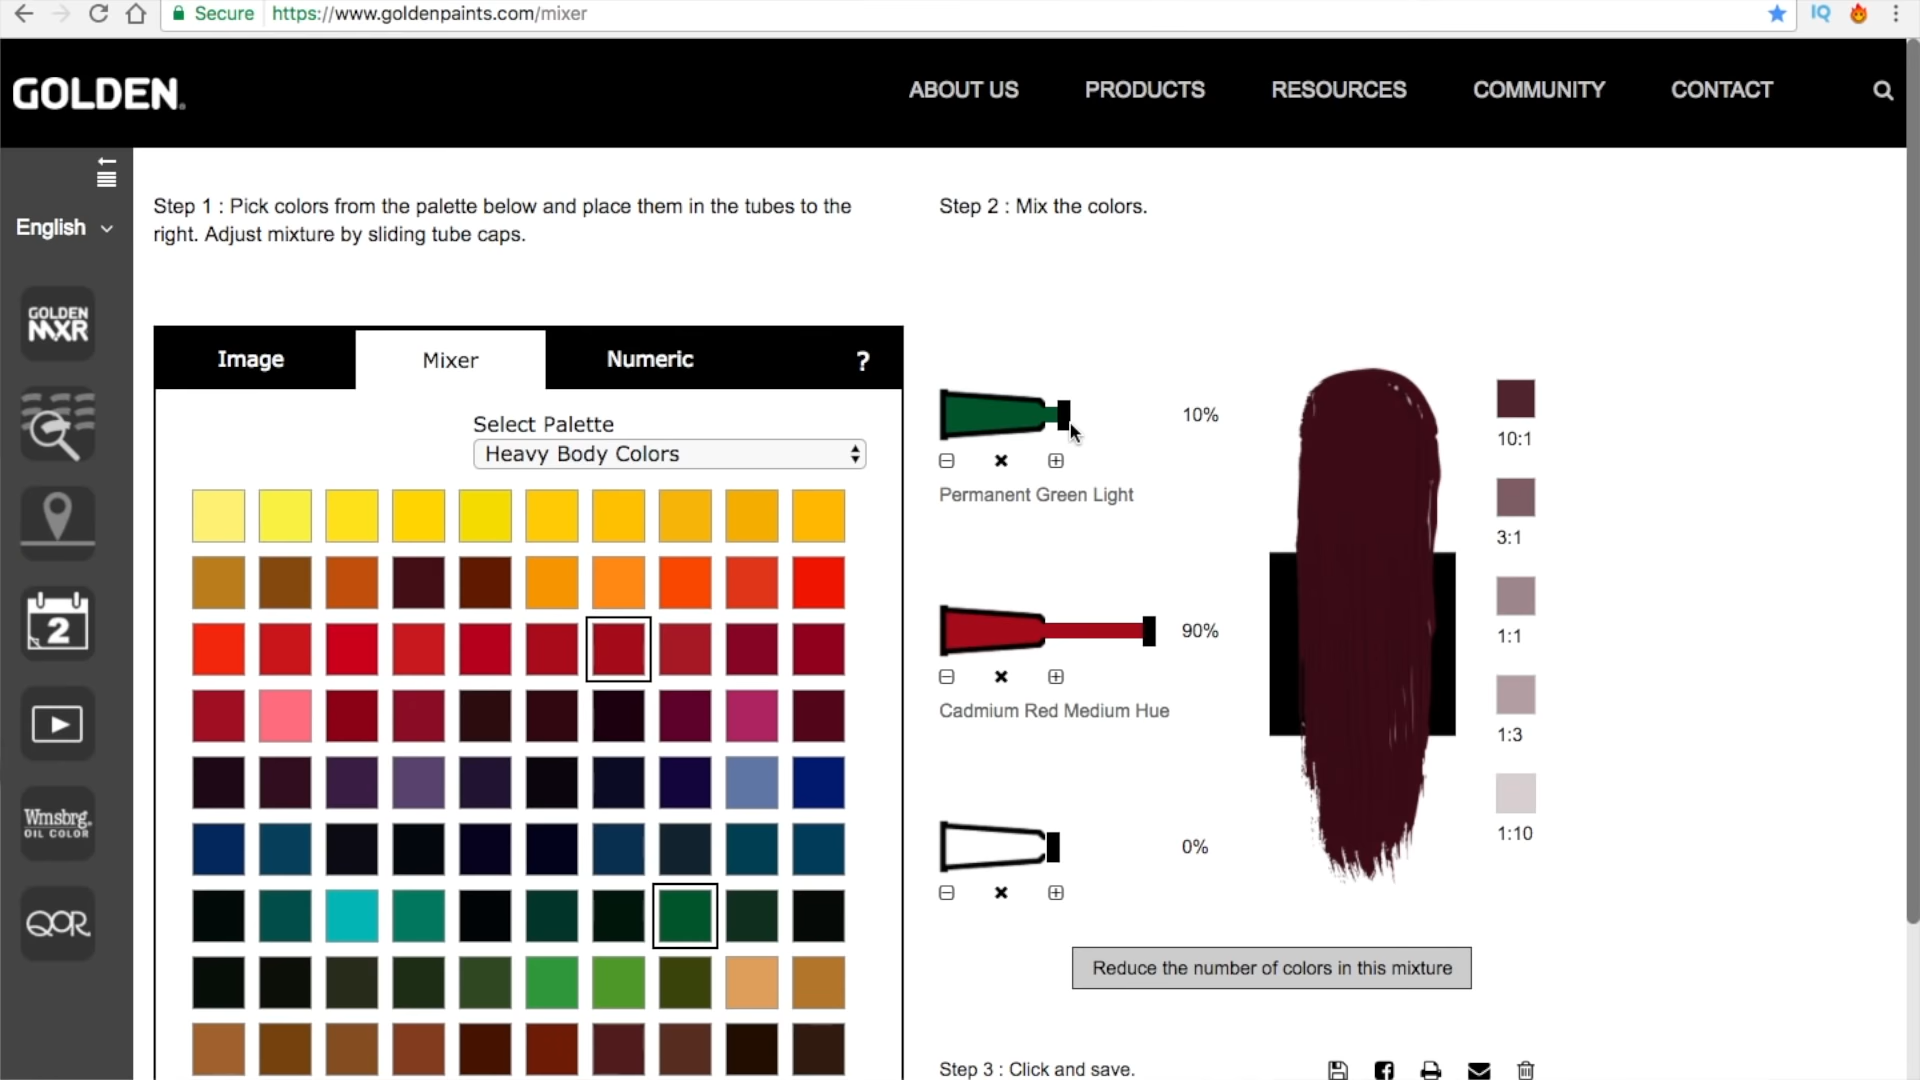 Secure https://www.goldenpaints.com/mixer
IQ
GOLDEN.
ABOUT US PRODUCTS RESOURCES COMMUNITY CONTACT
English
GOLDEN
MXR
2
Wmsbrg.
OIL COLOR
QOR
Step 1 : Pick colors from the palette below and place them in the tubes to the
right. Adjust mixture by sliding tube caps.
Image Mixer Numeric ?
Select Palette
Heavy Body Colors
Step 2 : Mix the colors.
10%
Permanent Green Light
90%
Cadmium Red Medium Hue
0%
10:1
3:1
1:1
1:3
1:10
Reduce the number of colors in this mixture
Step 3 : Click and save.